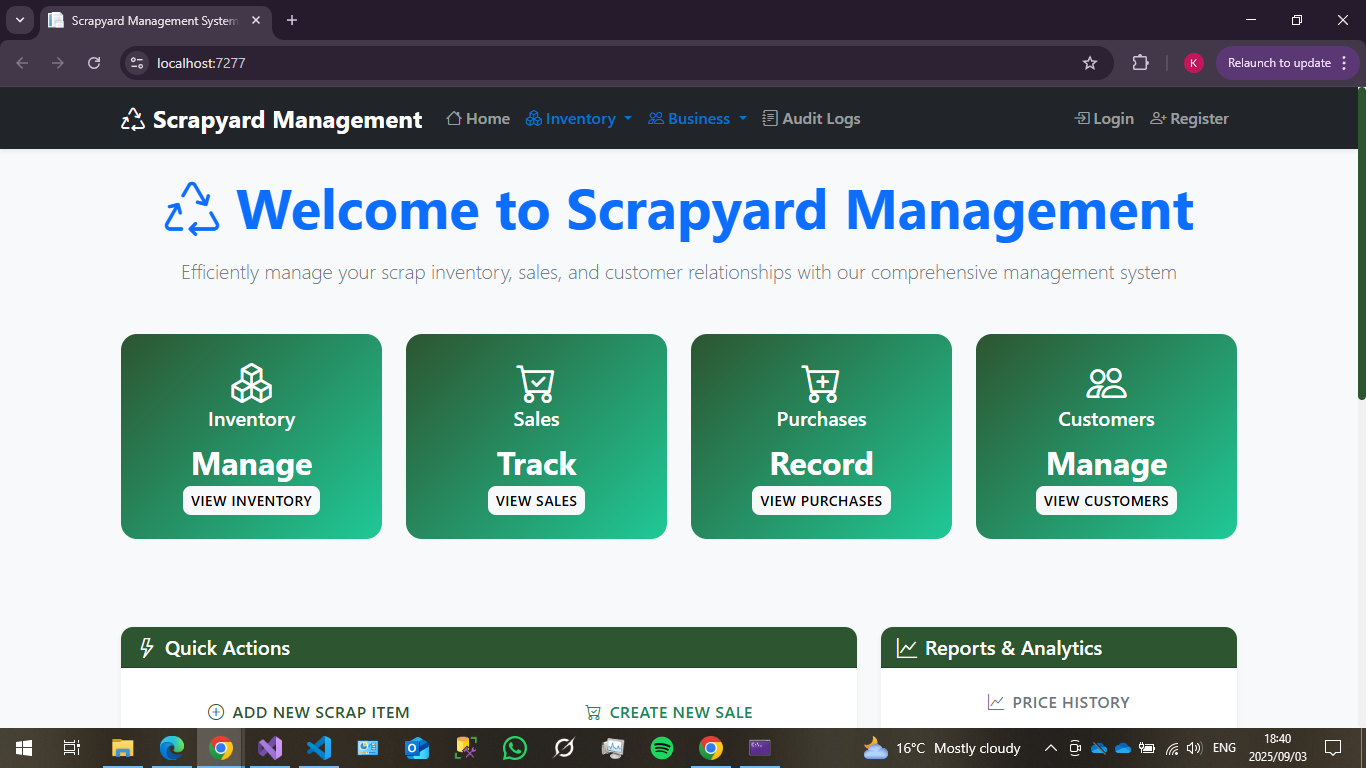 Scrapyard Management System
localhost:7277
Relaunch to update
K
Scrapyard Management Home Inventory Business Audit Logs Login Register
Welcome to Scrapyard Management
Efficiently manage your scrap inventory, sales, and customer relationships with our comprehensive management system
Inventory
Manage
VIEW INVENTORY
Sales
Track
VIEW SALES
Purchases
Record
VIEW PURCHASES
Customers
Manage
VIEW CUSTOMERS
Quick Actions
ADD NEW SCRAP ITEM CREATE NEW SALE
Reports & Analytics
PRICE HISTORY
16°C Mostly cloudy ENG
18:40
2025/09/03